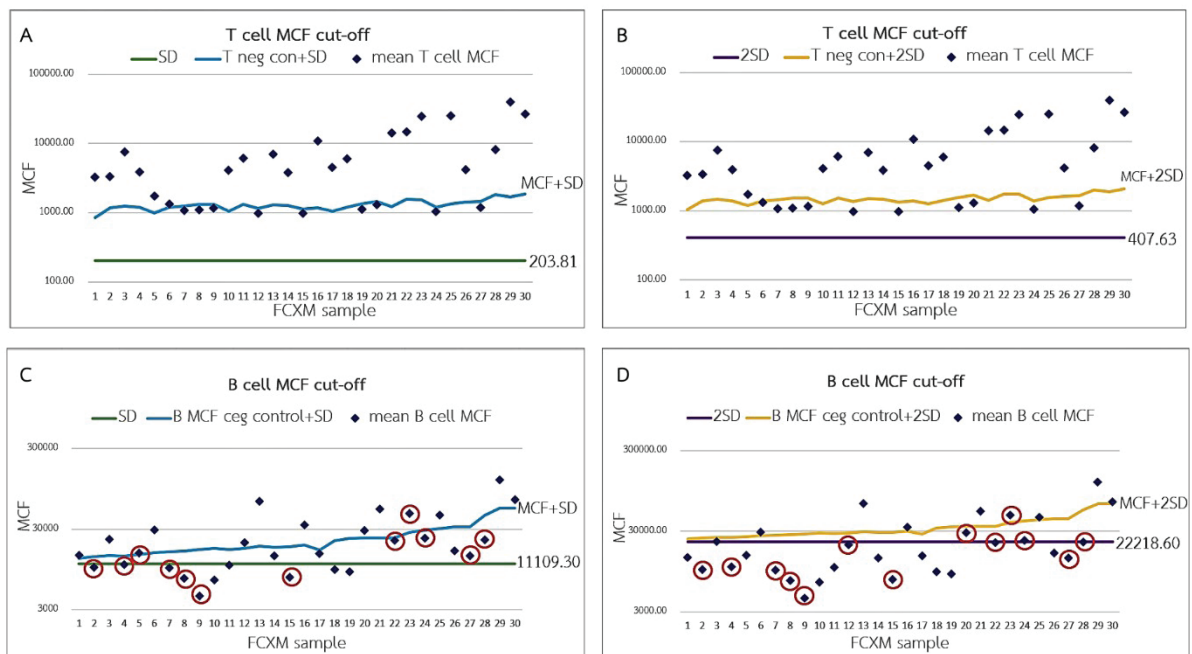 A
T cell MCF cut-off
SD T neg con+SD mean T cell MCF
100000.00
10000.00
1000.00
100.00
MCF
MCF+SD
203.81
1 2 3 4 5 6 7 8 9 10 11 12 13 14 15 16 17 18 19 20 21 22 23 24 25 26 27 28 29 30
FCXM sample
B
T cell MCF cut-off
2SD T neg con+2SD mean T cell MCF
100000.00
10000.00
1000.00
100.00
MCF
MCF+2SD
407.63
1 2 3 4 5 6 7 8 9 10 11 12 13 14 15 16 17 18 19 20 21 22 23 24 25 26 27 28 29 30
FCXM sample
C
B cell MCF cut-off
SD B MCF ceg control+SD mean B cell MCF
300000
30000
3000
MCF
MCF+SD
11109.30
1 2 3 4 5 6 7 8 9 10 11 12 13 14 15 16 17 18 19 20 21 22 23 24 25 26 27 28 29 30
FCXM sample
D
B cell MCF cut-off
2SD B MCF ceg control+2SD mean B cell MCF
300000.00
30000.00
3000.00
MCF
MCF+2SD
22218.60
1 2 3 4 5 6 7 8 9 10 11 12 13 14 15 16 17 18 19 20 21 22 23 24 25 26 27 28 29 30
FCXM sample